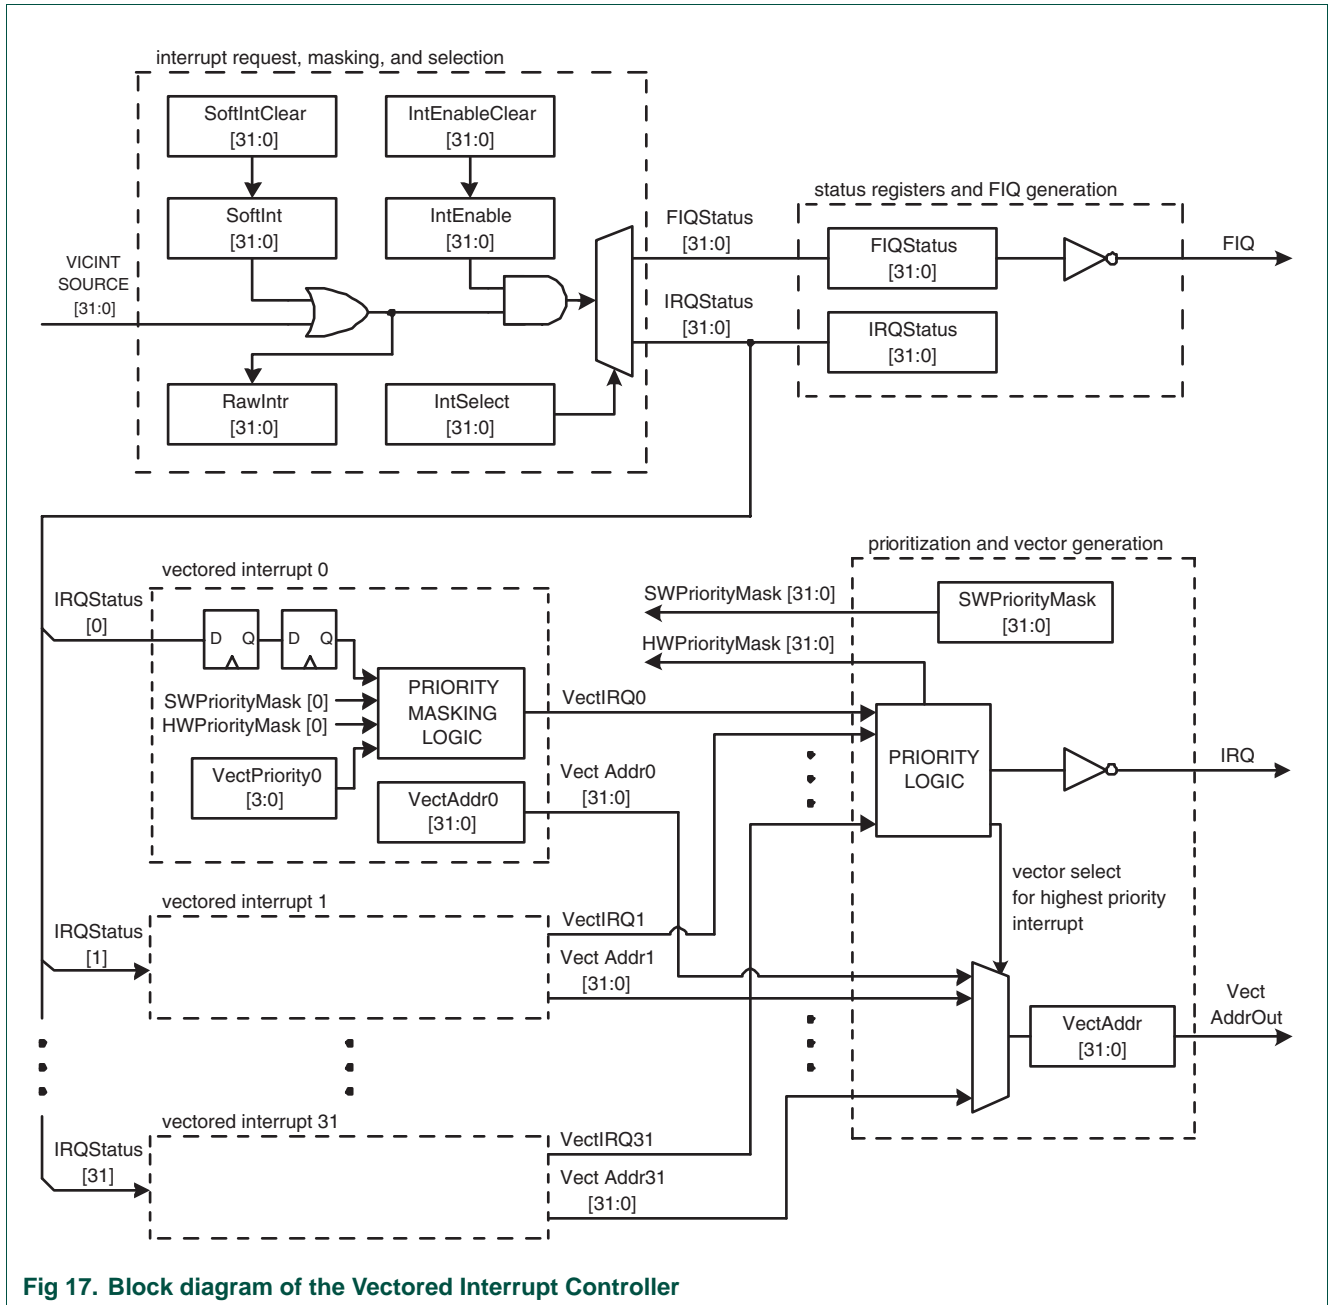 interrupt request, masking, and selection
SoftIntClear
[31:0]
IntEnableClear
[31:0]
SoftInt
[31:0]
IntEnable
[31:0]
VICINT
SOURCE
[31:0]
RawIntr
[31:0]
IntSelect
[31:0]
FIQStatus
[31:0]
IRQStatus
[31:0]
status registers and FIQ generation
FIQStatus
[31:0]
IRQStatus
[31:0]
FIQ
vectored interrupt 0
IRQStatus
[0]
D Q
D Q
SWPriorityMask [0]
HWPriorityMask [0]
PRIORITY
MASKING
LOGIC
VectPriority0
[3:0]
VectAddr0
[31:0]
VectIRQ0
Vect Addr0
[31:0]
prioritization and vector generation
SWPriorityMask [31:0]
SWPriorityMask
[31:0]
HWPriorityMask [31:0]
PRIORITY
LOGIC
IRQ
vector select
for highest priority
interrupt
vectored interrupt 1
IRQStatus
[1]
VectIRQ1
Vect Addr1
[31:0]
VectAddr
[31:0]
Vect
AddrOut
vectored interrupt 31
IRQStatus
[31]
VectIRQ31
Vect Addr31
[31:0]
Fig 17. Block diagram of the Vectored Interrupt Controller